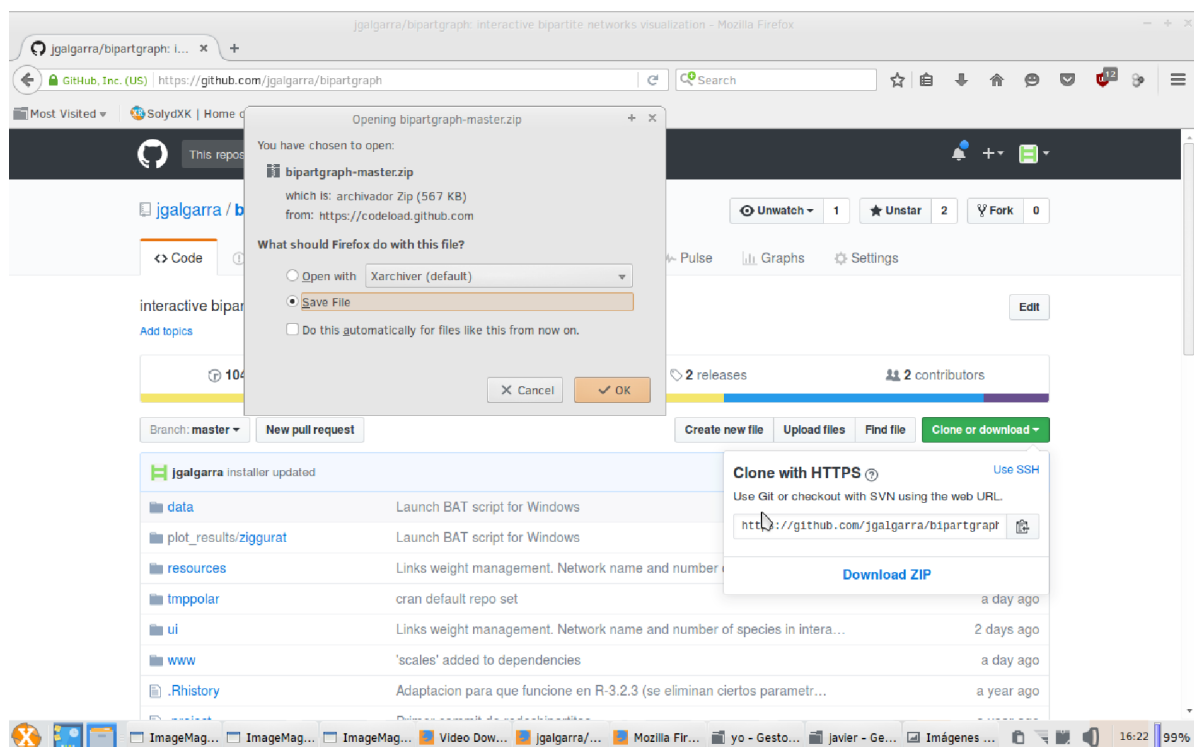 jgalgarra/bipartgraph: interactive bipartite networks visualization - Mozilla Firefox
jgalgarra/bipartgraph: i...
GitHub, Inc. (US) https://github.com/jgalgarra/bipartgraph
Search
12
Most Visited
SolydXK | Home
Opening bipartgraph-master.zip
This repos
You have chosen to open:
bipartgraph-master.zip
which is: archivador Zip (567 KB)
from: https://codeload.github.com
What should Firefox do with this file?
Open with Xarchiver (default)
Save File
Do this automatically for files like this from now on.
Cancel OK
jgalgarra / b
Unwatch 1 Unstar 2 Fork 0
Code Pulse Graphs Settings
interactive bipar
Edit
Add topics
104 2 releases 2 contributors
Branch: master New pull request Create new file Upload files Find file Clone or download
jgalgarra installer updated
Clone with HTTPS Use SSH
Use Git or checkout with SVN using the web URL.
https://github.com/jgalgarra/bipartgraph
Download ZIP
data Launch BAT script for Windows
plot_results/ziggurat Launch BAT script for Windows
resources Links weight management. Network name and number
tmppolar cran default repo set a day ago
ui Links weight management. Network name and number of species in intera... 2 days ago
www 'scales' added to dependencies a day ago
.Rhistory Adaptacion para que funcione en R-3.2.3 (se eliminan ciertos parametr... a year ago
ImageMag... ImageMag... ImageMag... Video Dow... jgalgarra/... Mozilla Fir... yo - Gesto... javier - Ge... Imágenes ... 16:22 99%